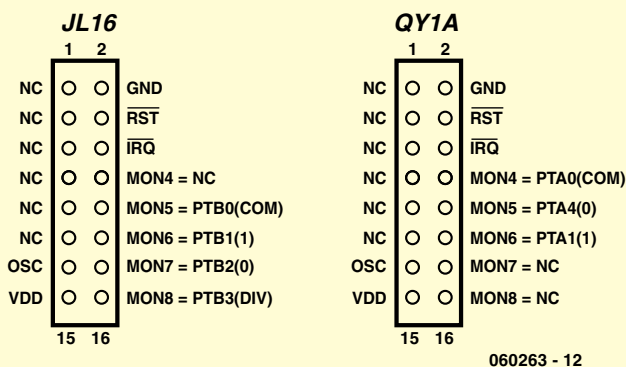 JL16
1 2
NC GND
NC RST
NC IRQ
NC MON4 = NC
NC MON5 = PTB0(COM)
NC MON6 = PTB1(1)
OSC MON7 = PTB2(0)
VDD MON8 = PTB3(DIV)
15 16
QY1A
1 2
NC GND
NC RST
NC IRQ
NC MON4 = PTA0(COM)
NC MON5 = PTA4(0)
NC MON6 = PTA1(1)
OSC MON7 = NC
VDD MON8 = NC
15 16
060263 - 12